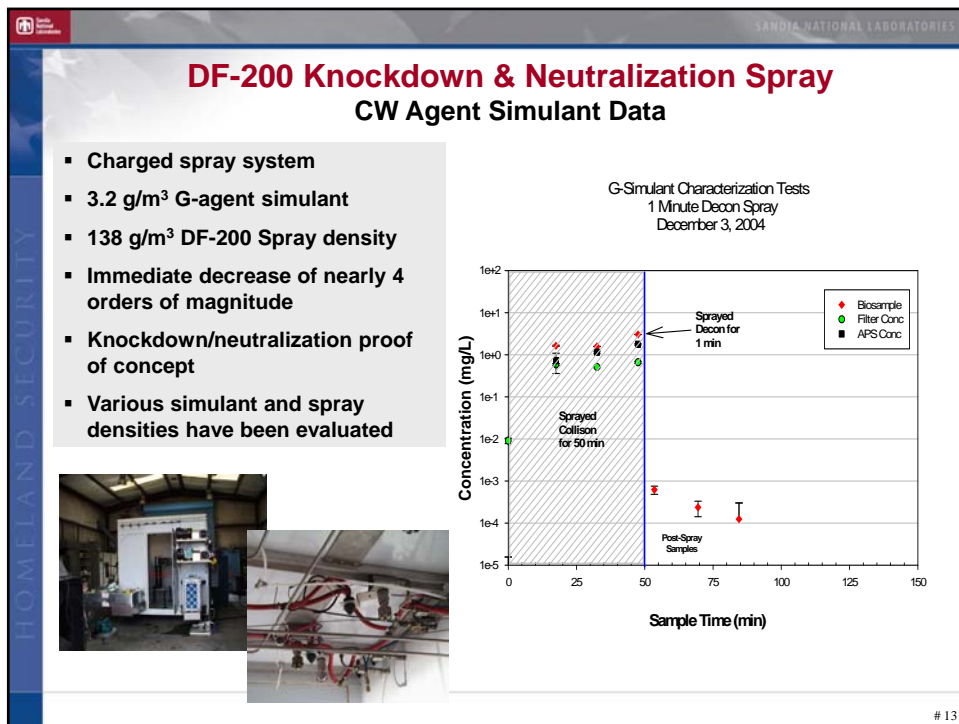 Sandia
National
Laboratories
SANDIA NATIONAL LABORATORIES
HOMELAND SECURITY
DF-200 Knockdown & Neutralization Spray
CW Agent Simulant Data
▪ Charged spray system
▪ 3.2 g/m³ G-agent simulant
▪ 138 g/m³ DF-200 Spray density
▪ Immediate decrease of nearly 4
orders of magnitude
▪ Knockdown/neutralization proof
of concept
▪ Various simulant and spray
densities have been evaluated
G-Simulant Characterization Tests
1 Minute Decon Spray
December 3, 2004
Concentration (mg/L)
1e+2
1e+1
1e+0
1e-1
1e-2
1e-3
1e-4
1e-5
Sprayed
Decon for
1 min
Biosample
Filter Conc
APS Conc
Sprayed
Collison
for 50 min
Post-Spray
Samples
0 25 50 75 100 125 150
Sample Time (min)
# 13